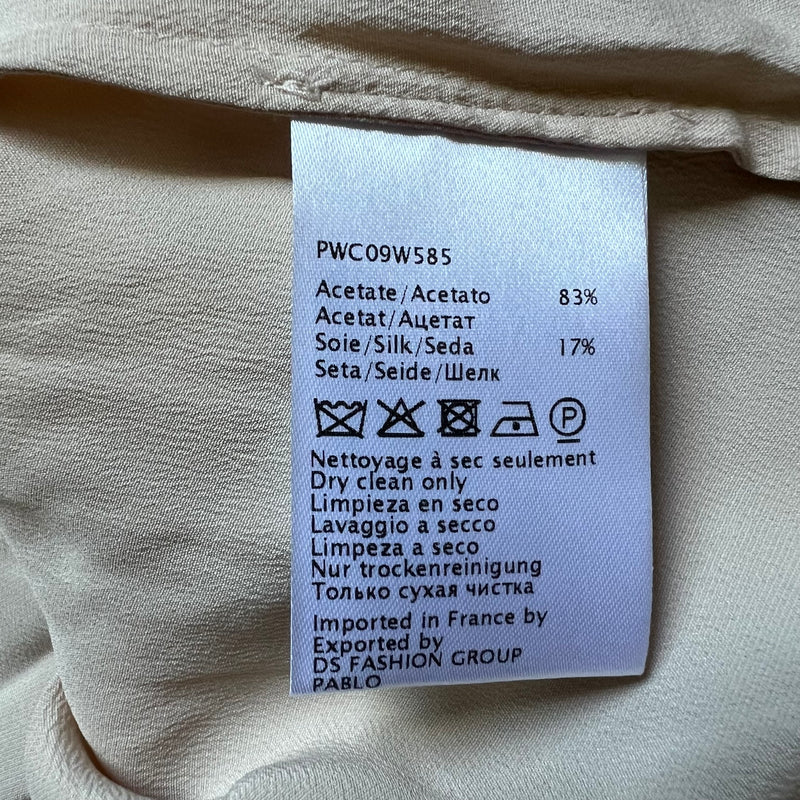 PWC09W585
Acetate/Acetato 83%
Acetat/Ацетат
Soie/Silk/Seda 17%
Seta/Seide/Шелк
P
Nettoyage à sec seulement
Dry clean only
Limpieza en seco
Lavaggio a secco
Limpeza a seco
Nur trockenreinigung
Только сухая чистка
Imported in France by
Exported by
DS FASHION GROUP
PABLO